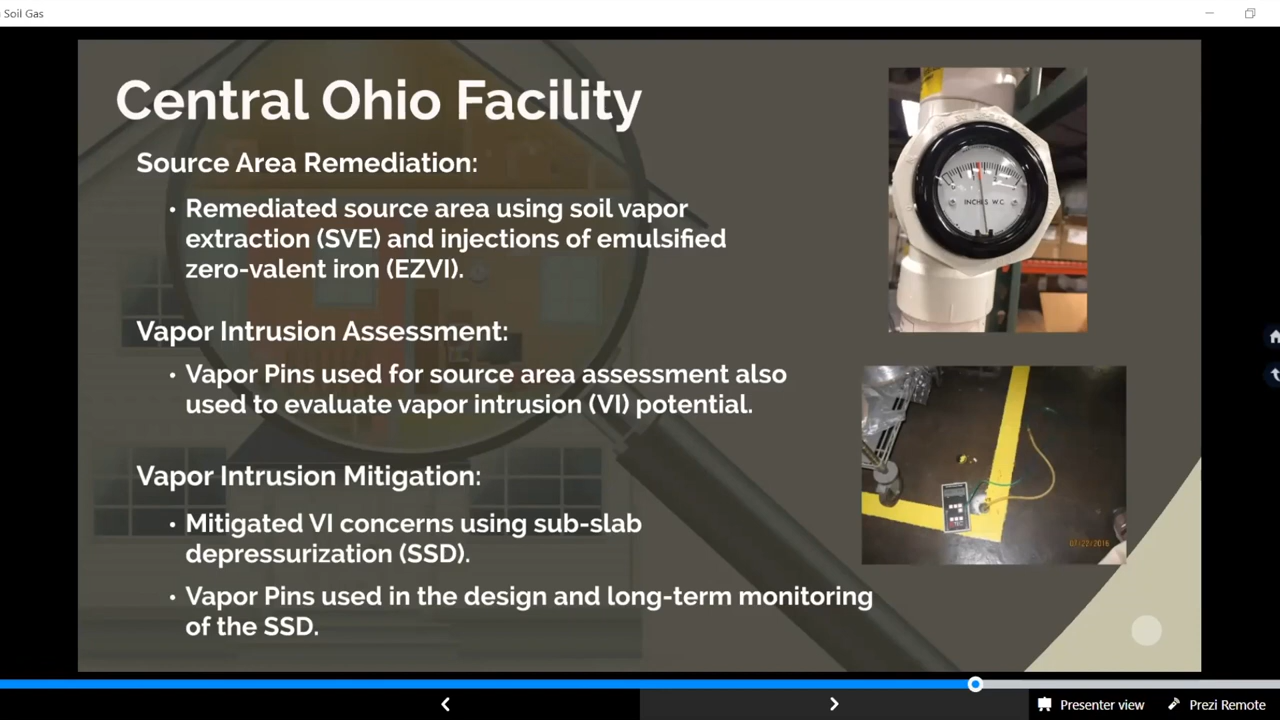 Soil Gas
Central Ohio Facility
Source Area Remediation:
• Remediated source area using soil vapor
extraction (SVE) and injections of emulsified
zero-valent iron (EZVI).
Vapor Intrusion Assessment:
• Vapor Pins used for source area assessment also
used to evaluate vapor intrusion (VI) potential.
Vapor Intrusion Mitigation:
• Mitigated VI concerns using sub-slab
depressurization (SSD).
• Vapor Pins used in the design and long-term monitoring
of the SSD.
INCHES W.C
01/22/2016
Presenter view
Prezi Remote